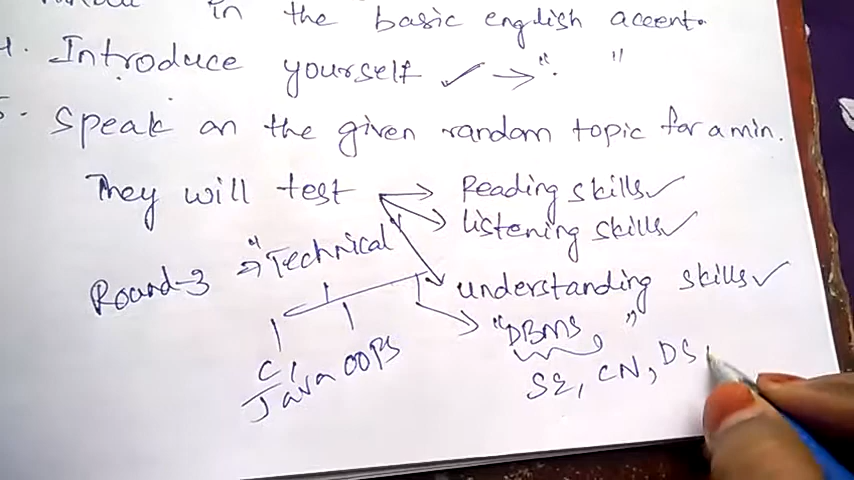 in the basic english accent.
4. Introduce yourself ✓ → " "
5. Speak on the given random topic for a min.
They will test → Reading skills ✓
→ listening skills ✓
→ understanding skills ✓
Round-3 ⇒ "Technical"
→ "DBMS"
C/Java OOPS
SE, CN, DS,